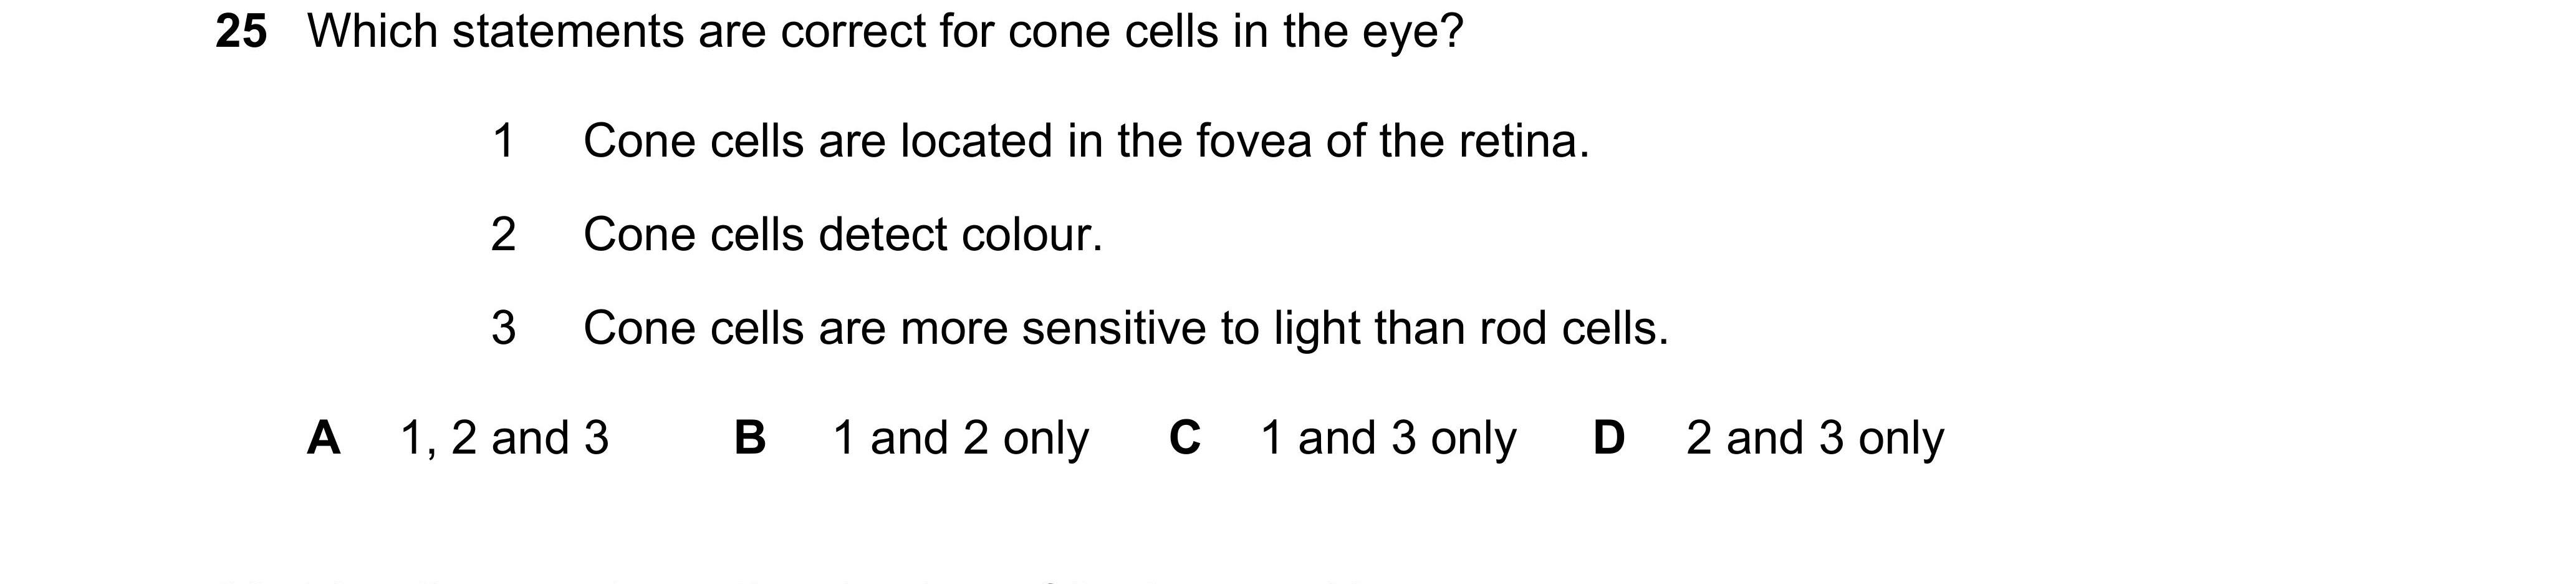 25 Which statements are correct for cone cells in the eye?
1 Cone cells are located in the fovea of the retina.
2 Cone cells detect colour.
3 Cone cells are more sensitive to light than rod cells.
A 1, 2 and 3 B 1 and 2 only C 1 and 3 only D 2 and 3 only